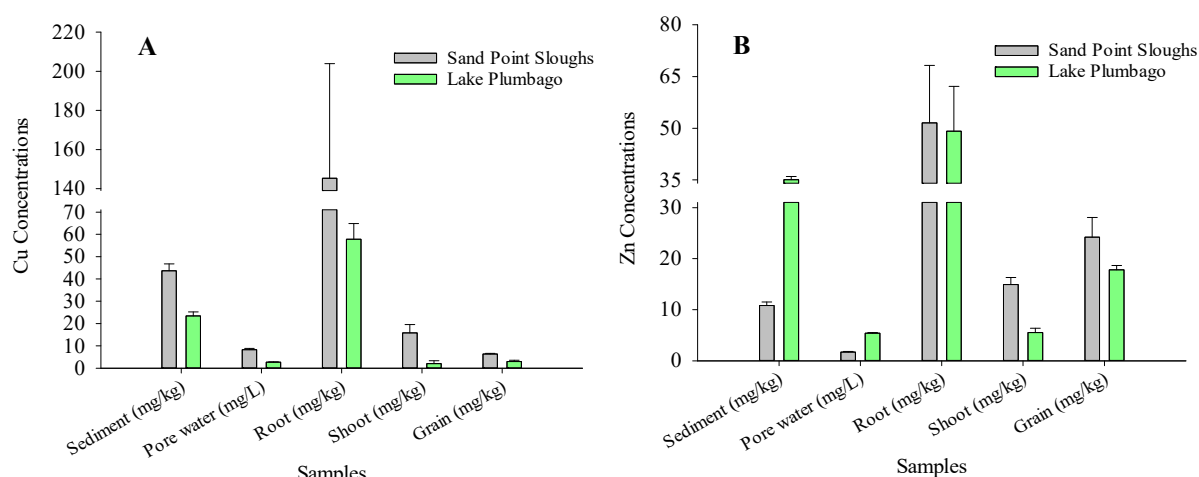 A
Sand Point Sloughs
Lake Plumbago
Cu Concentrations
220
200
180
160
140
70
60
50
40
30
20
10
0
Sediment (mg/kg)
Pore water (mg/L)
Root (mg/kg)
Shoot (mg/kg)
Grain (mg/kg)
Samples
B
Sand Point Sloughs
Lake Plumbago
Zn Concentrations
80
65
50
35
30
20
10
0
Sediment (mg/kg)
Pore water (mg/L)
Root (mg/kg)
Shoot (mg/kg)
Grain (mg/kg)
Samples